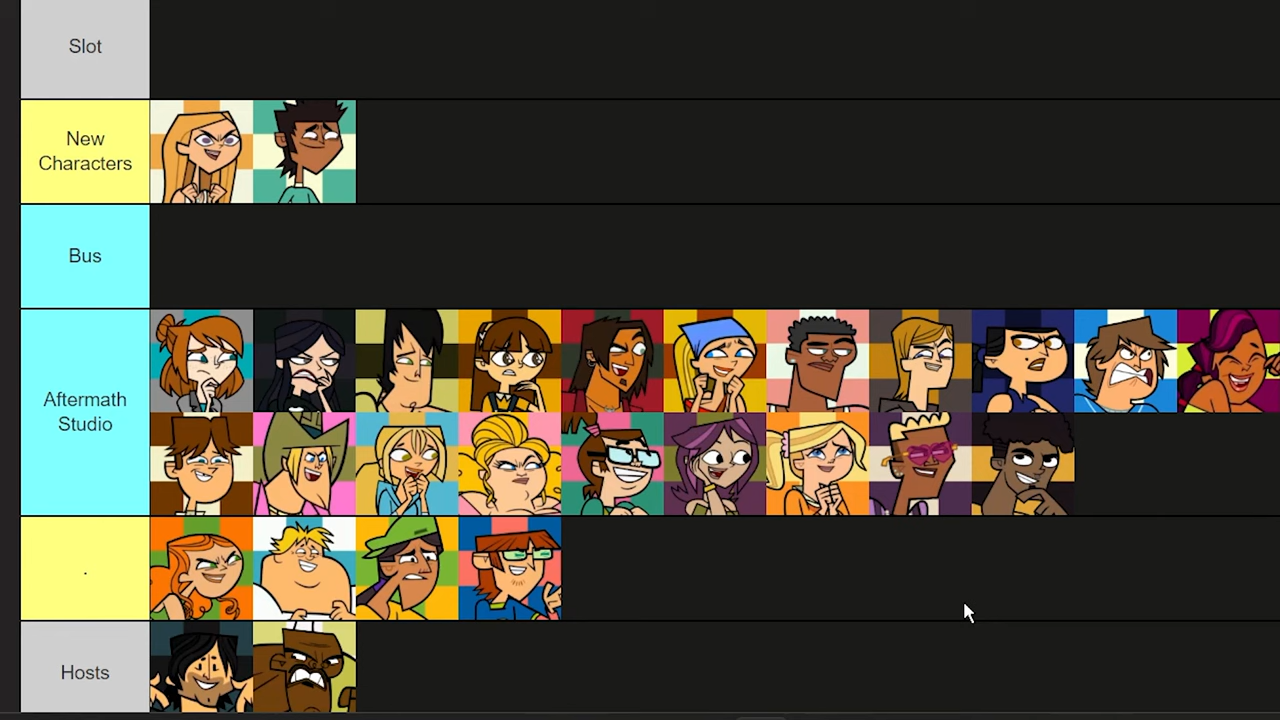 Slot
New
Characters
Bus
Aftermath
Studio
.
Hosts